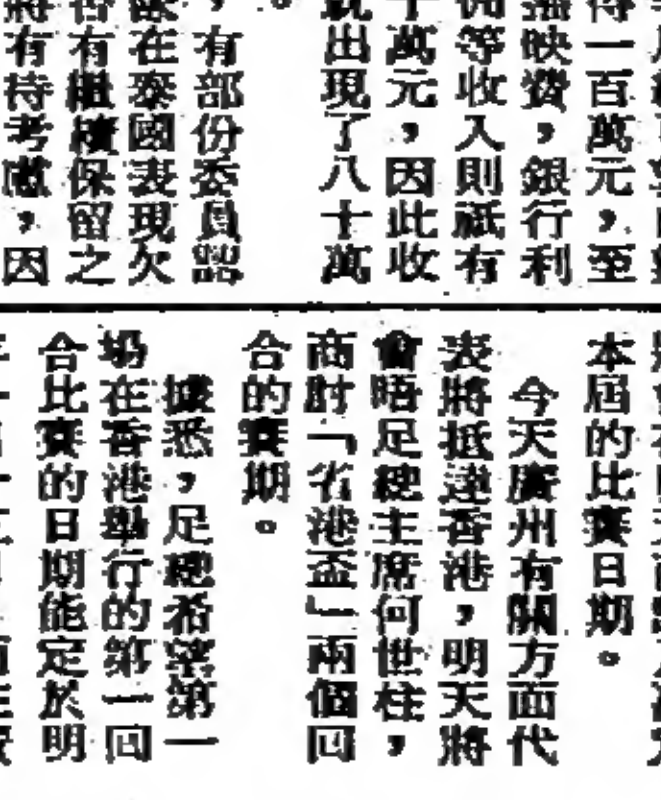 得一百萬元，至
映費，銀行利
等收入則祇有
十萬元，因此收
就出現了八十萬
有部份委員認
在泰國表現欠
否有繼續保留之
將有待考慮，因
本屆的比賽日期。
今天廣州有關方面代
表將抵達香港，明天將
會晤足總主席何世柱，
商討「省港盃」兩個回
合的賽期。
據悉，足總希望第一
場在香港舉行的第一回
合比賽的日期能定於明